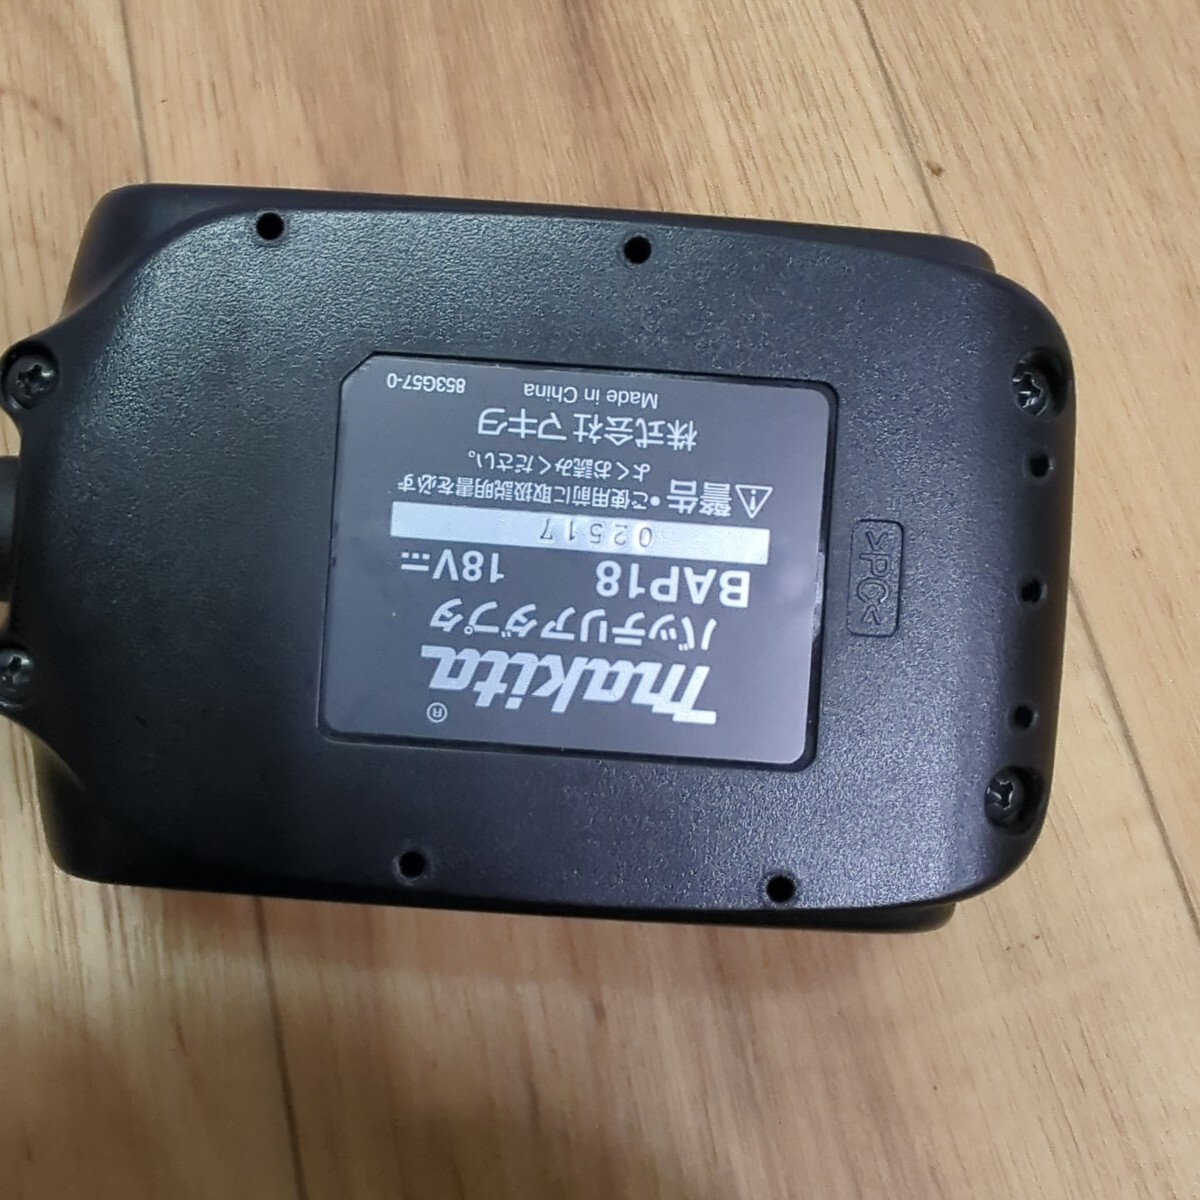 makita®
バッテリアダプタ
BAP18 18V⎓
02517
⚠警告 •ご使用前に取扱説明書を必ず
よくお読みください。
株式会社マキタ
Made in China 853G57-0
>PC<